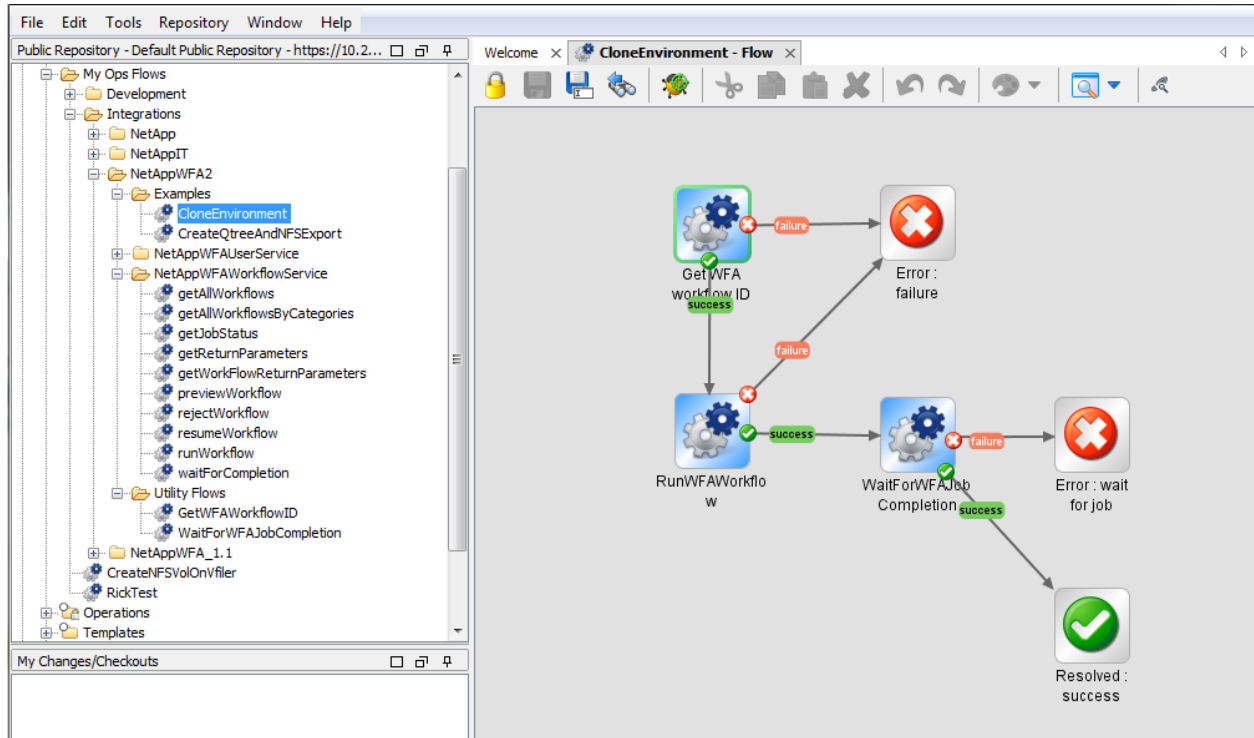 File Edit Tools Repository Window Help
Public Repository - Default Public Repository - https://10.2...
My Ops Flows
Development
Integrations
NetApp
NetAppIT
NetAppWFA2
Examples
CloneEnvironment
CreateQtreeAndNFSExport
NetAppWFAUserService
NetAppWFAWorkflowService
getAllWorkflows
getAllWorkflowsByCategories
getJobStatus
getReturnParameters
getWorkFlowReturnParameters
previewWorkflow
rejectWorkflow
resumeWorkflow
runWorkflow
waitForCompletion
Utility Flows
GetWFAWorkflowID
WaitForWFAJobCompletion
NetAppWFA_1.1
CreateNFSVolOnVfiler
RickTest
Operations
Templates
My Changes/Checkouts
Welcome
CloneEnvironment - Flow
failure
Get WFA
workflow ID
success
Error :
failure
failure
RunWFAWorkflo
w
success
WaitForWFAJob
Completion
failure
success
Error : wait
for job
Resolved :
success